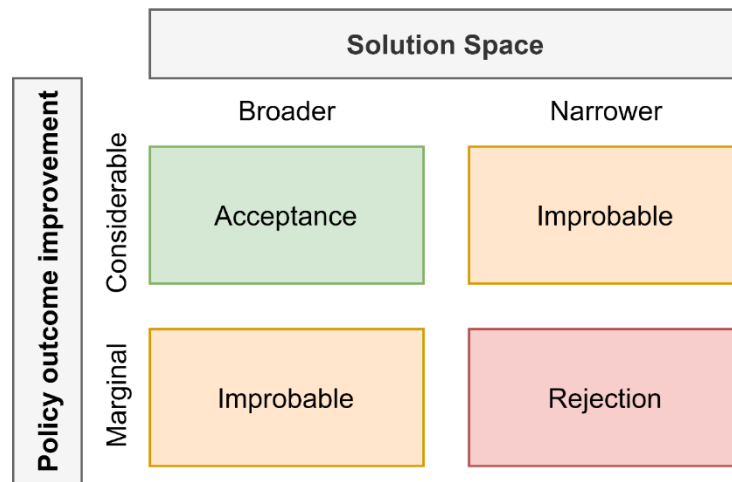 Solution Space
Broader
Narrower
Policy outcome improvement
Considerable
Acceptance
Improbable
Marginal
Improbable
Rejection